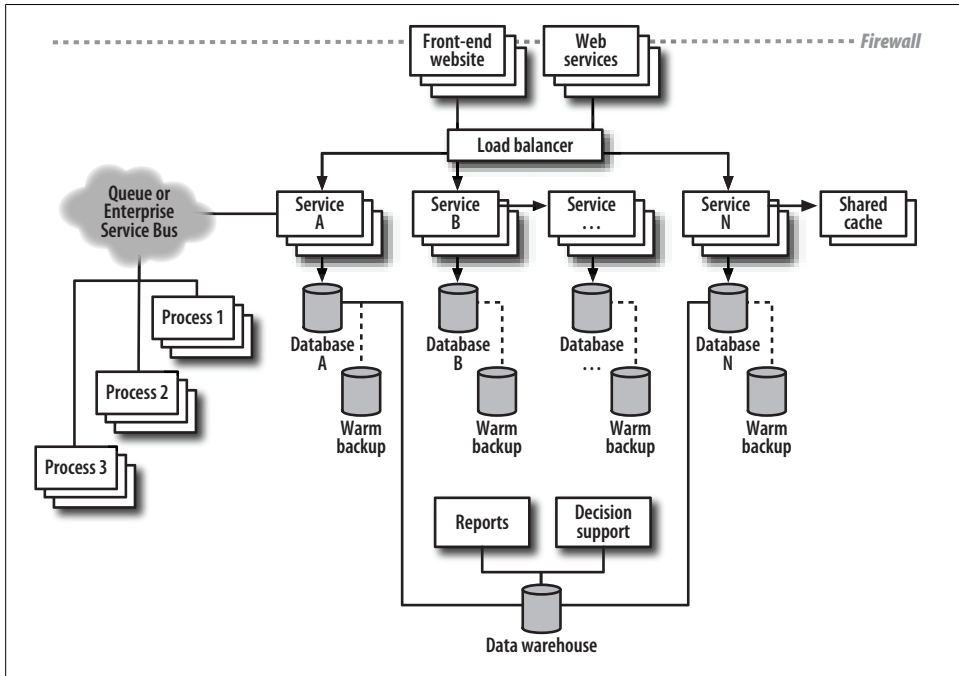 Front-end
website
Web
services
Firewall
Load balancer
Queue or
Enterprise
Service Bus
Service
A
Service
B
Service
...
Service
N
Shared
cache
Process 1
Process 2
Process 3
Database
A
Database
B
Database
...
Database
N
Warm
backup
Warm
backup
Warm
backup
Warm
backup
Reports
Decision
support
Data warehouse